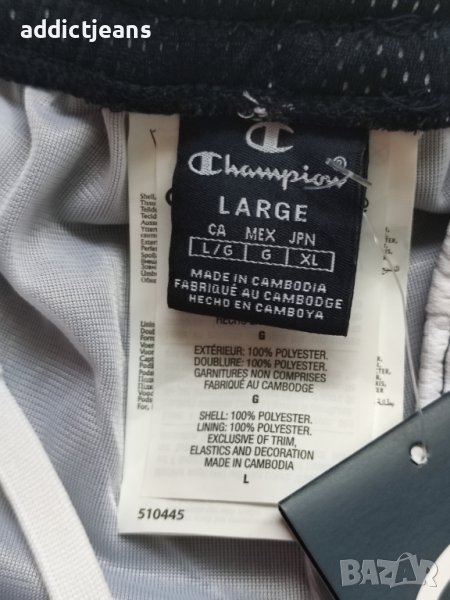 addictjeans
Champion
LARGE
CA MEX JPN
L/G G XL
MADE IN CAMBODIA
FABRIQUÉ AU CAMBODGE
HECHO EN CAMBOYA
G
EXTÉRIEUR: 100% POLYESTER.
DOUBLURE: 100% POLYESTER.
GARNITURES NON COMPRISES
FABRIQUÉ AU CAMBODGE
G
SHELL: 100% POLYESTER.
LINING: 100% POLYESTER.
EXCLUSIVE OF TRIM,
ELASTICS AND DECORATION
MADE IN CAMBODIA
L
510445
BAZAR